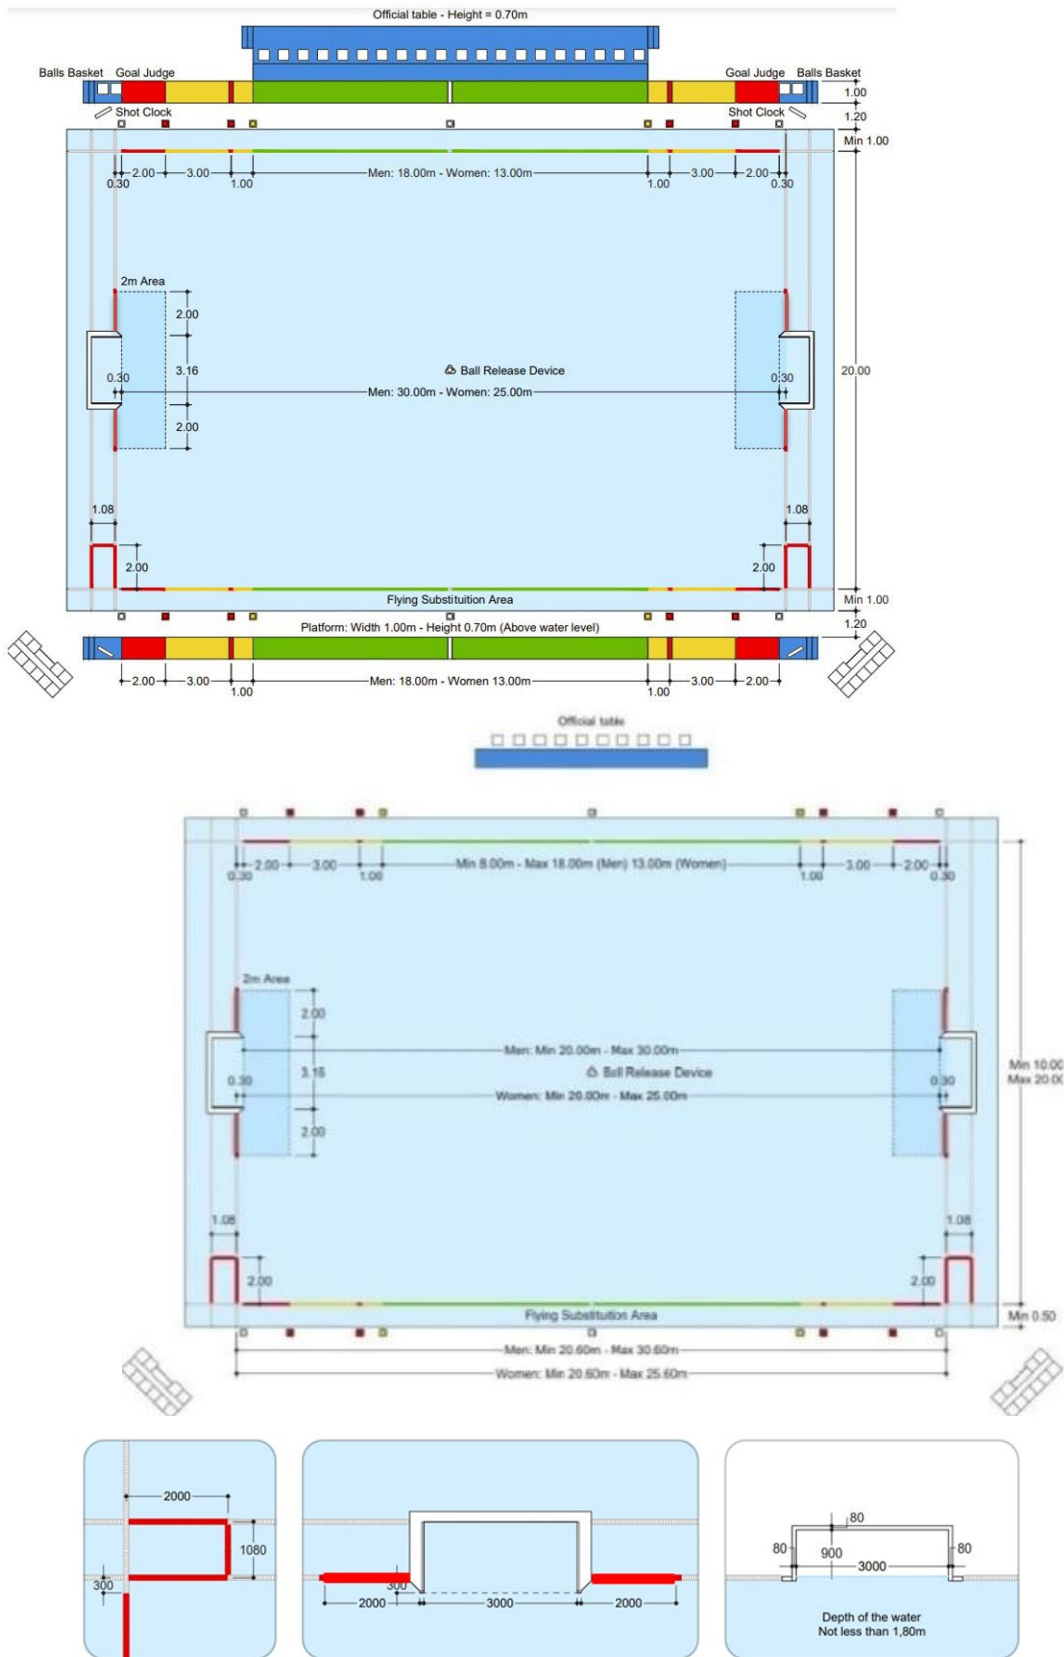 Official table - Height = 0.70m
Balls Basket Goal Judge Goal Judge Balls Basket
1.00
Shot Clock Shot Clock
1.20
Min 1.00
2.00 3.00 Men: 18.00m - Women: 13.00m 3.00 2.00
0.30 1.00 1.00 0.30
2m Area
2.00
3.16 Ball Release Device 20.00
0.30 0.30
Men: 30.00m - Women: 25.00m
2.00
1.08 1.08
2.00 2.00
Flying Substituition Area Min 1.00
1.20
Platform: Width 1.00m - Height 0.70m (Above water level)
2.00 3.00 Men: 18.00m - Women 13.00m 3.00 2.00
1.00 1.00
Official table
2.00 3.00 Min 8.00m - Max 18.00m (Men) 13.00m (Women) 3.00 2.00
0.30 1.00 1.00 0.30
2m Area
2.00
Men: Min 20.00m - Max 30.00m
Min 10.00
3.16 Ball Release Device
Max 20.00
0.30 0.30
Women: Min 20.00m - Max 25.00m
2.00
1.08 1.08
2.00 2.00
Flying Substitution Area Min 0.50
Men: Min 20.60m - Max 30.60m
Women: Min 20.60m - Max 25.60m
2000
1080
300
300
2000 3000 2000
80
80 900 80
3000
Depth of the water
Not less than 1,80m